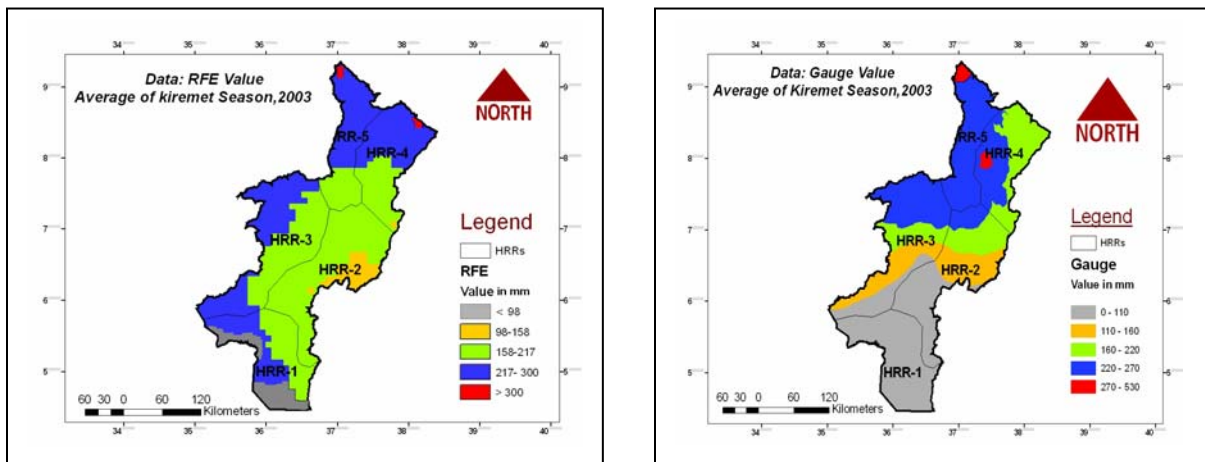 34 35 36 37 38 39 40
Data: RFE Value
Average of kiremet Season,2003
NORTH
9
8
7
6
5
RR-5
HRR-4
HRR-3
HRR-2
HRR-1
Legend
HRRs
RFE
Value in mm
< 98
98-158
158-217
217- 300
> 300
60 30 0 60 120
Kilometers
34 35 36 37 38 39 40
34 35 36 37 38 39 40
Data: Gauge Value
Average of Kiremet Season,2003
NORTH
9
8
7
6
5
RR-5
HRR-4
HRR-3
HRR-2
HRR-1
Legend
HRRs
Gauge
Value in mm
0 - 110
110 - 160
160 - 220
220 - 270
270 - 530
60 30 0 60 120
Kilometers
34 35 36 37 38 39 40